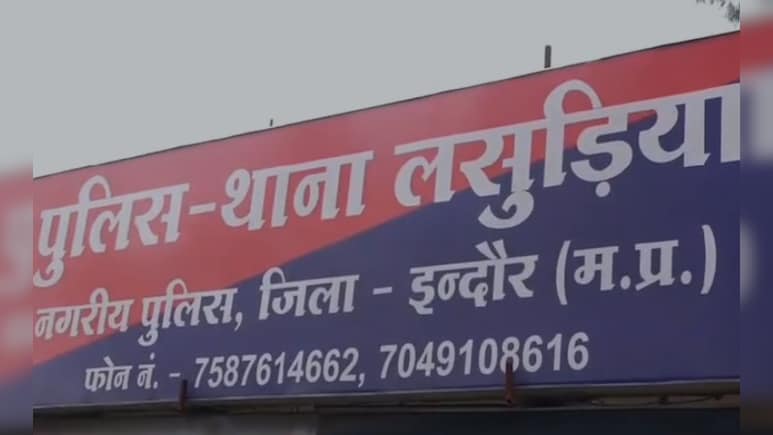 पुलिस-थाना लसुड़िया
नगरीय पुलिस, जिला - इन्दौर (म.प्र.)
फोन नं. - 7587614662, 7049108616